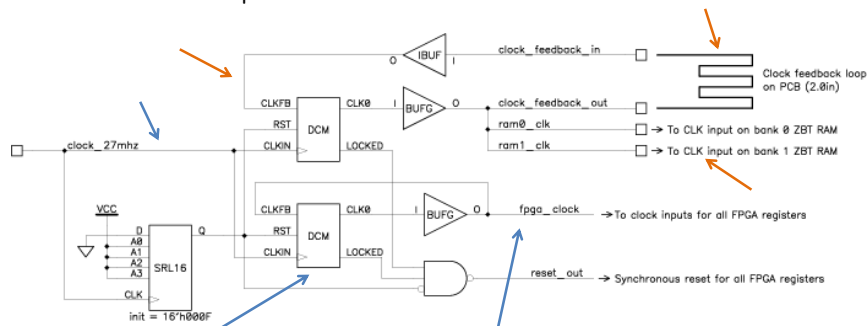 IBUF
O
I
clock_feedback_in
Clock feedback loop
on PCB (2.0in)
CLKFB
CLK0
I
BUFG
O
clock_feedback_out
RST
DCM
ram0_clk
→ To CLK input on bank 0 ZBT RAM
clock_27mhz
CLKIN
LOCKED
ram1_clk
→ To CLK input on bank 1 ZBT RAM
VCC
CLKFB
CLK0
I
BUFG
O
fpga_clock
→ To clock inputs for all FPGA registers
D
Q
RST
DCM
A0
A1
SRL16
CLKIN
LOCKED
A2
A3
reset_out
→ Synchronous reset for all FPGA registers
CLK
init = 16"h000F